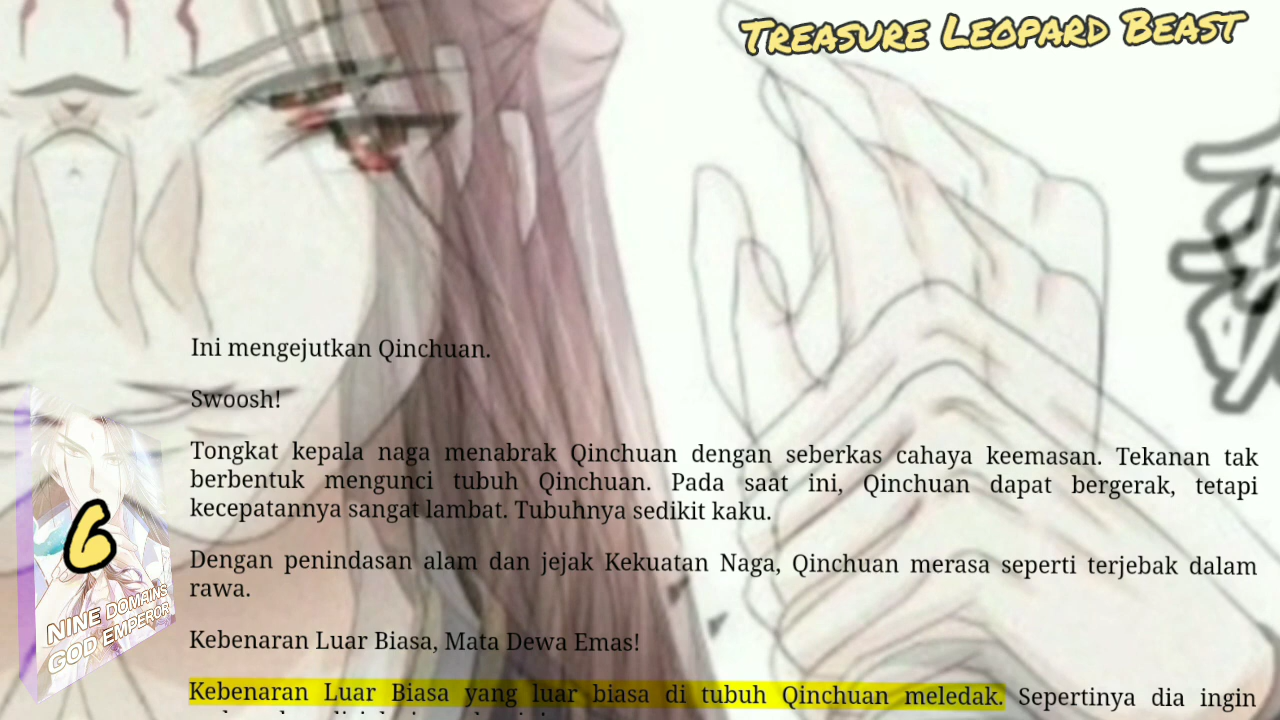 Treasure Leopard Beast
Ini mengejutkan Qinchuan.
Swoosh!
Tongkat kepala naga menabrak Qinchuan dengan seberkas cahaya keemasan. Tekanan tak
berbentuk mengunci tubuh Qinchuan. Pada saat ini, Qinchuan dapat bergerak, tetapi
kecepatannya sangat lambat. Tubuhnya sedikit kaku.
Dengan penindasan alam dan jejak Kekuatan Naga, Qinchuan merasa seperti terjebak dalam
rawa.
Kebenaran Luar Biasa, Mata Dewa Emas!
Kebenaran Luar Biasa yang luar biasa di tubuh Qinchuan meledak. Sepertinya dia ingin
6
NINE DOMAINS
GOD EMPEROR